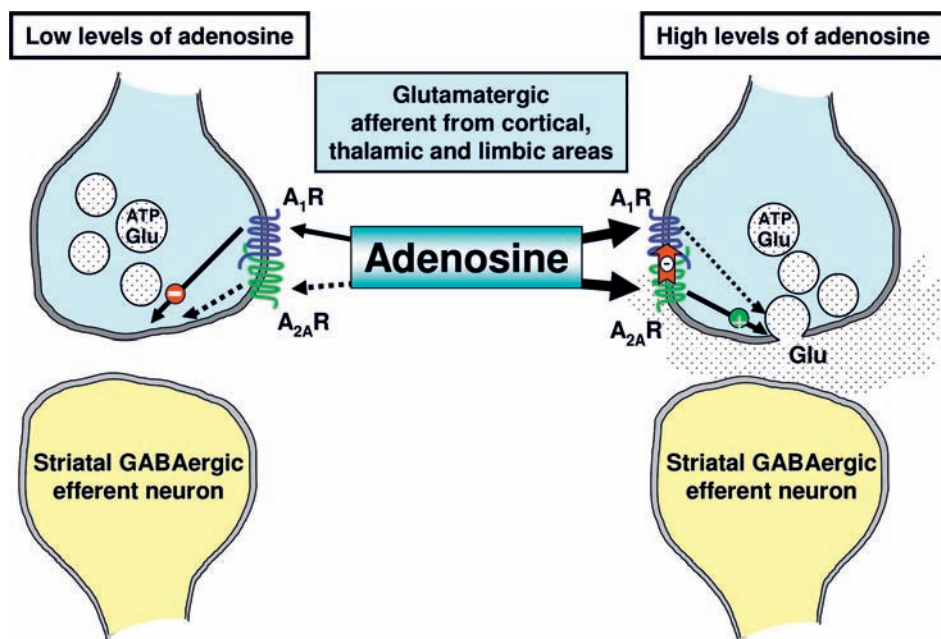 Low levels of adenosine
High levels of adenosine
Glutamatergic
afferent from cortical,
thalamic and limbic areas
A1R
A1R
ATP
Glu
ATP
Glu
Adenosine
A2AR
A2AR
Glu
Striatal GABAergic
efferent neuron
Striatal GABAergic
efferent neuron